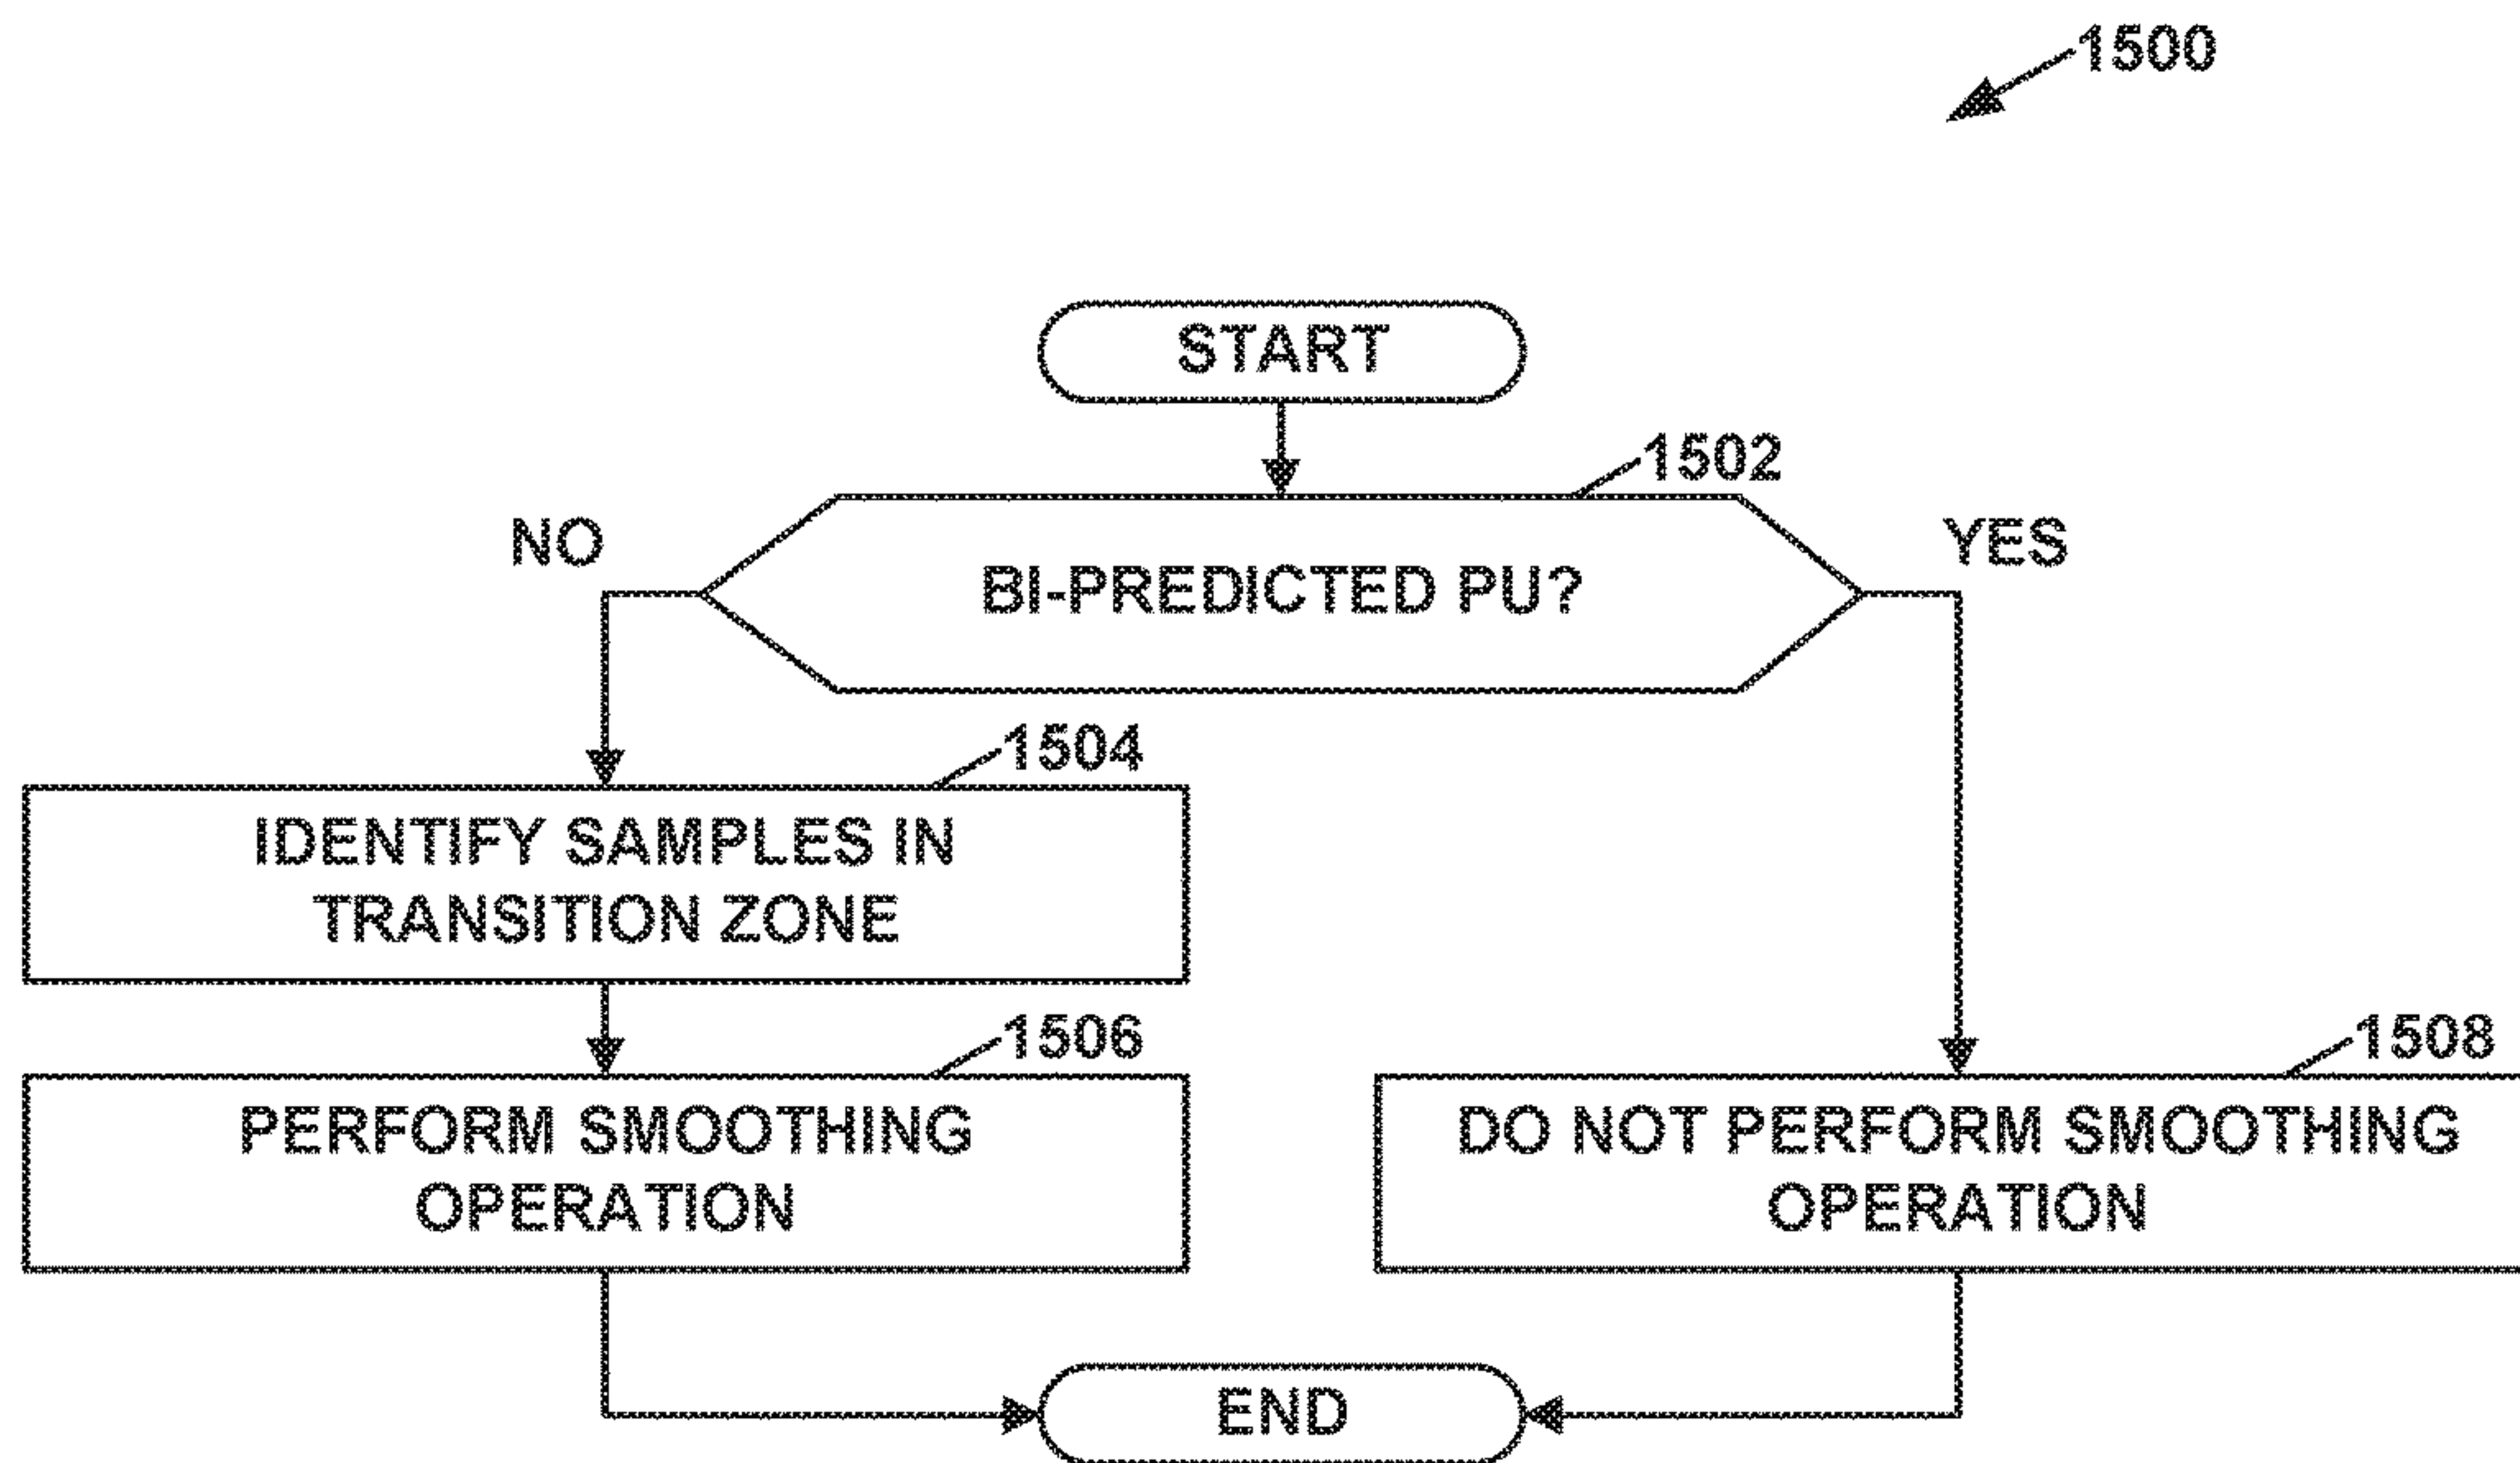 1500
START
1502
NO
YES
BI-PREDICTED PU?
1504
IDENTIFY SAMPLES IN
TRANSITION ZONE
1506
PERFORM SMOOTHING
OPERATION
1508
DO NOT PERFORM SMOOTHING
OPERATION
END